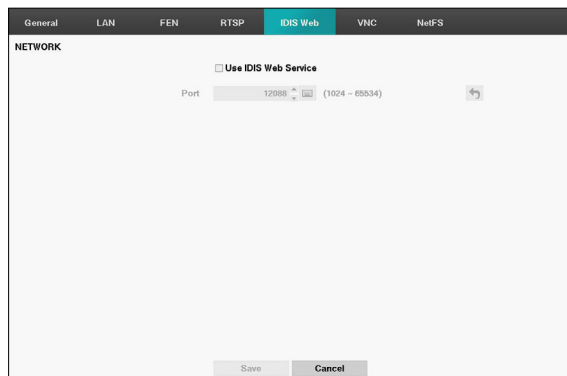 General LAN FEN RTSP IDIS Web VNC NetFS
NETWORK
Use IDIS Web Service
Port 12088 (1024 ~ 65534)
Save Cancel